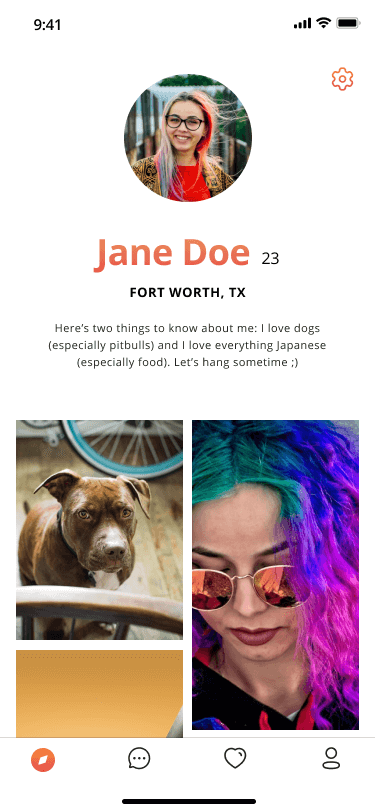 9:41
Jane Doe 23
FORT WORTH, TX
Here’s two things to know about me: I love dogs
(especially pitbulls) and I love everything Japanese
(especially food). Let’s hang sometime ;)